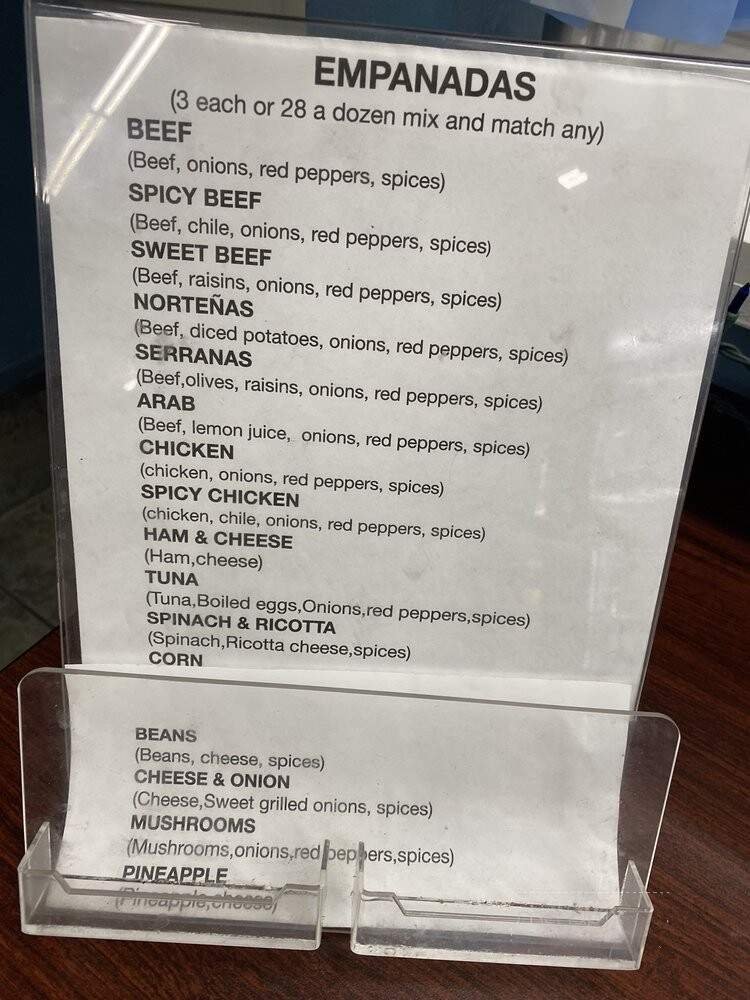 EMPANADAS
(3 each or 28 a dozen mix and match any)
BEEF
(Beef, onions, red peppers, spices)
SPICY BEEF
(Beef, chile, onions, red peppers, spices)
SWEET BEEF
(Beef, raisins, onions, red peppers, spices)
NORTEÑAS
(Beef, diced potatoes, onions, red peppers, spices)
SERRANAS
(Beef,olives, raisins, onions, red peppers, spices)
ARAB
(Beef, lemon juice, onions, red peppers, spices)
CHICKEN
(chicken, onions, red peppers, spices)
SPICY CHICKEN
(chicken, chile, onions, red peppers, spices)
HAM & CHEESE
(Ham,cheese)
TUNA
(Tuna,Boiled eggs,Onions,red peppers,spices)
SPINACH & RICOTTA
(Spinach,Ricotta cheese,spices)
CORN
BEANS
(Beans, cheese, spices)
CHEESE & ONION
(Cheese,Sweet grilled onions, spices)
MUSHROOMS
(Mushrooms,onions,red peppers,spices)
PINEAPPLE
(Pineapple,cheese)